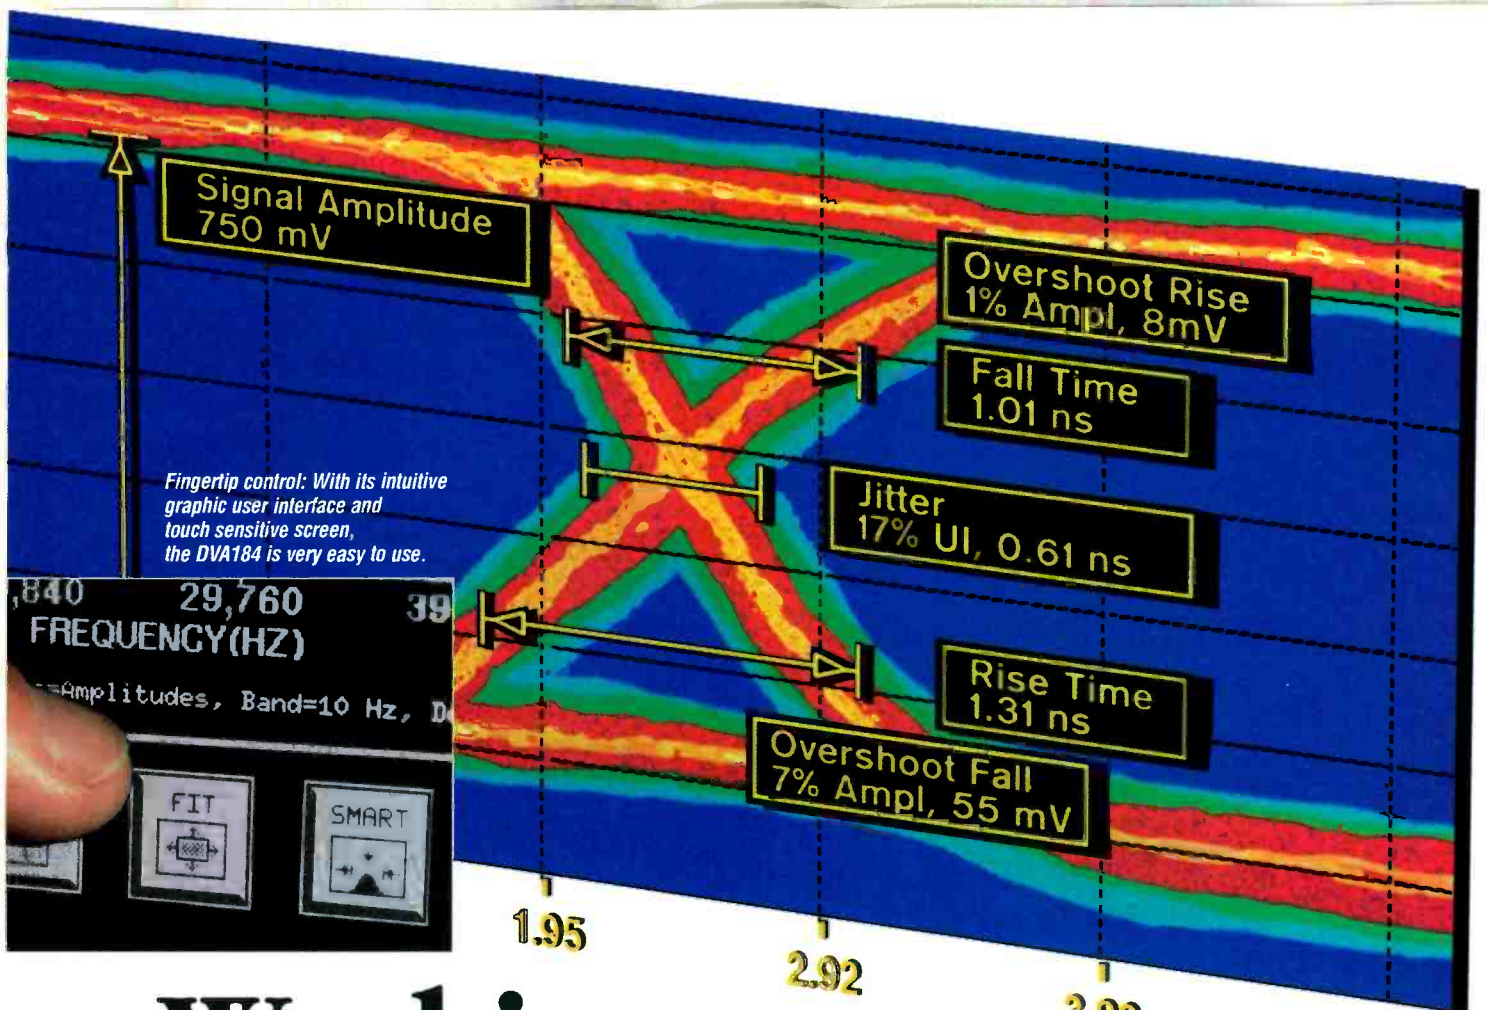 Signal Amplitude
750 mV
Overshoot Rise
1% Ampl, 8mV
Fall Time
1.01 ns
Jitter
17% UI, 0.61 ns
Fingertip control: With its intuitive
graphic user interface and
touch sensitive screen,
the DVA184 is very easy to use.
,840 29,760 39
FREQUENCY(HZ)
=Amplitudes, Band=10 Hz,
FIT
SMART
Rise Time
1.31 ns
Overshoot Fall
7% Ampl, 55 mV
1.95
2.92